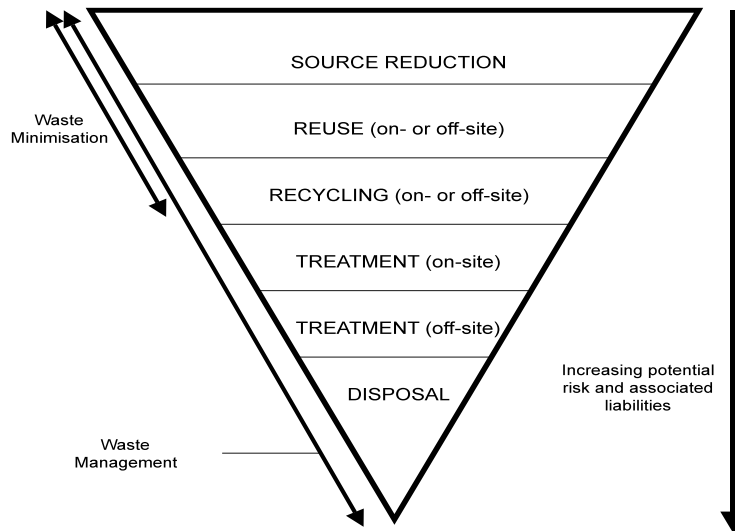 SOURCE REDUCTION
Waste
Minimisation
REUSE (on- or off-site)
RECYCLING (on- or off-site)
TREATMENT (on-site)
TREATMENT (off-site)
DISPOSAL
Increasing potential
risk and associated
liabilities
Waste
Management